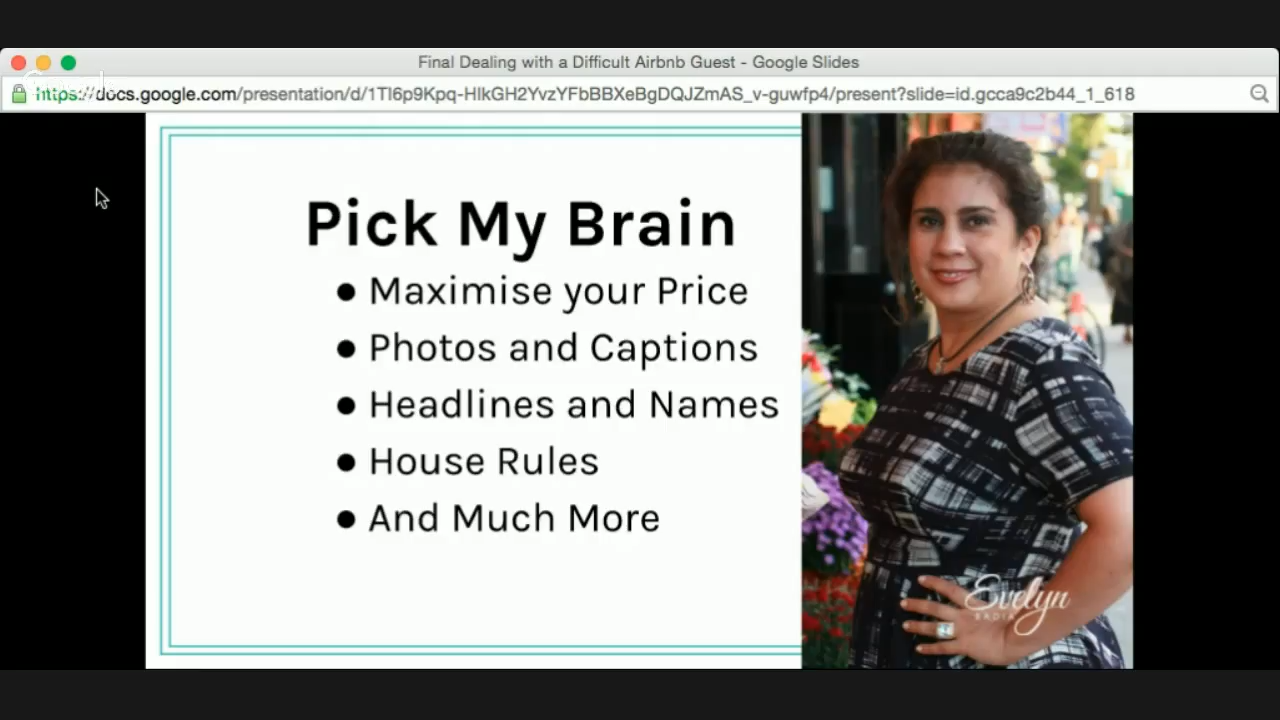 Final Dealing with a Difficult Airbnb Guest - Google Slides
https://docs.google.com/presentation/d/1Tl6p9Kpq-HlkGH2YvzYFbBBXeBgDQJZmAS_v-guwfp4/present?slide=id.gcca9c2b44_1_618
Pick My Brain
● Maximise your Price
● Photos and Captions
● Headlines and Names
● House Rules
● And Much More
Evelyn